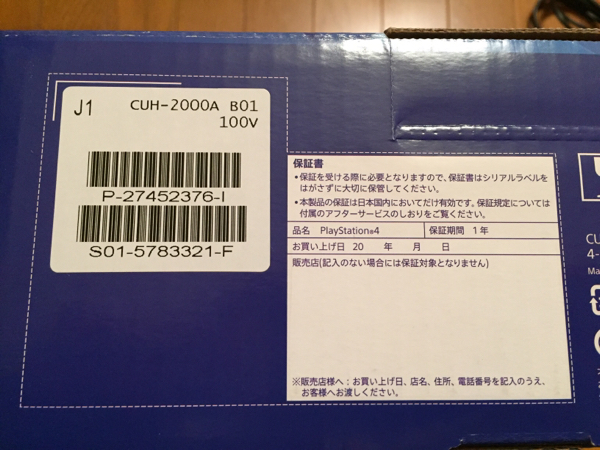 J1 CUH-2000A B01
100V
P-27452376-I
S01-5783321-F
保証書
•保証を受ける際に必要となりますので、保証書はシリアルラベルを
はがさずに大切に保管してください。
•本製品の保証は日本国内においてだけ有効です。保証規定については
付属のアフターサービスのしおりをご覧ください。
品名 PlayStation®4 保証期間 1年
お買い上げ日 20 年 月 日
販売店(記入のない場合には保証対象となりません)
※販売店様へ：お買い上げ日、店名、住所、電話番号を記入のうえ、
お客様へお渡しください。
CU
4-
Ma